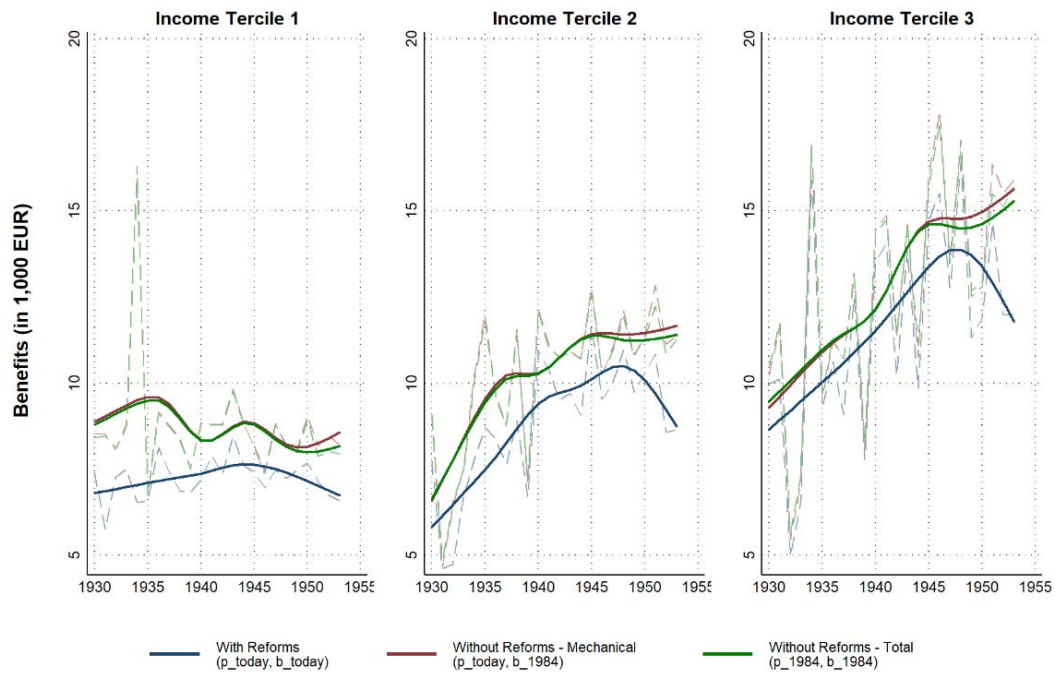 Income Tercile 1
Income Tercile 2
Income Tercile 3
Benefits (in 1,000 EUR)
20
15
10
5
1930 1935 1940 1945 1950 1955
20
15
10
5
1930 1935 1940 1945 1950 1955
20
15
10
5
1930 1935 1940 1945 1950 1955
With Reforms
(p_today, b_today)
Without Reforms - Mechanical
(p_today, b_1984)
Without Reforms - Total
(p_1984, b_1984)